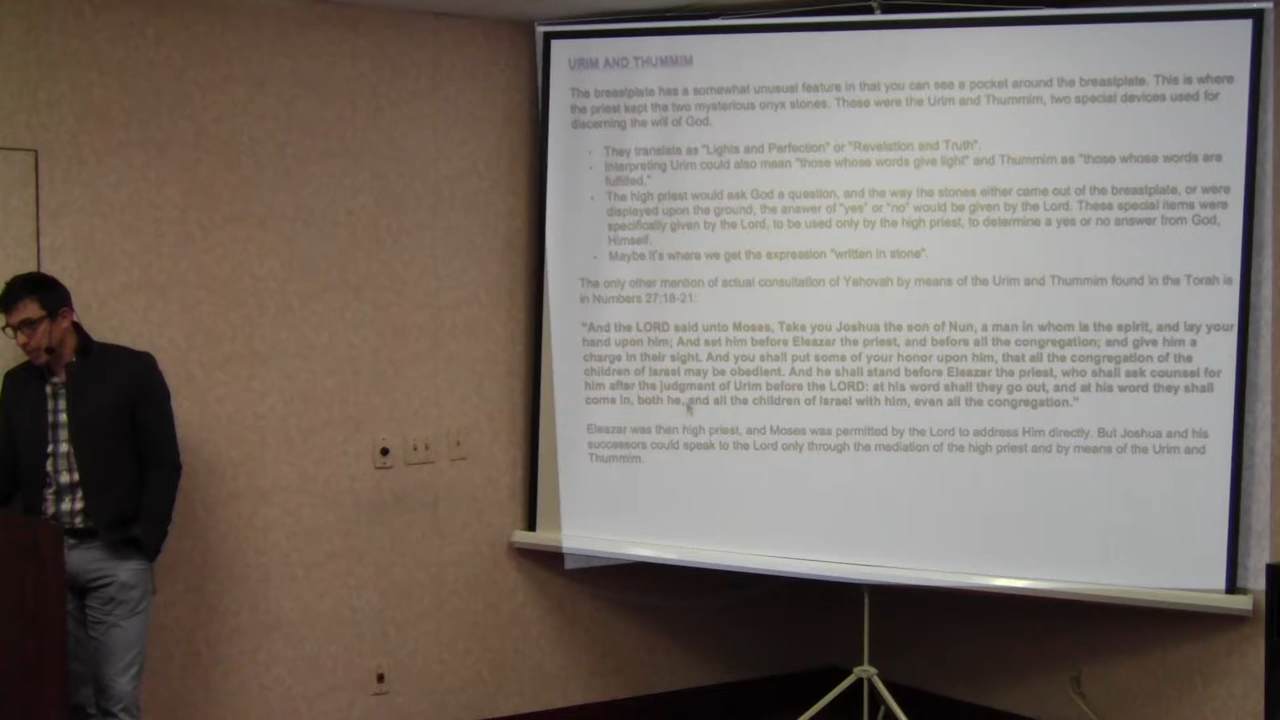 URIM AND THUMMIM
The breastplate has a somewhat unusual feature in that you can see a pocket around the breastplate. This is where
the priest kept the two mysterious onyx stones. These were the Urim and Thummim, two special devices used for
discerning the will of God.
· They translate as "Lights and Perfection" or "Revelation and Truth".
· Interpreting Urim could also mean "those whose words give light" and Thummim as "those whose words are
fulfilled."
· The high priest would ask God a question, and the way the stones either came out of the breastplate, or were
displayed upon the ground, the answer of "yes" or "no" would be given by the Lord. These special items were
specifically given by the Lord, to be used only by the high priest, to determine a yes or no answer from God,
Himself.
· Maybe it's where we get the expression "written in stone".
The only other mention of actual consultation of Yahovah by means of the Urim and Thummim found in the Torah is
in Numbers 27:18-21:
"And the LORD said unto Moses, Take you Joshua the son of Nun, a man in whom is the spirit, and lay your
hand upon him; And set him before Eleazar the priest, and before all the congregation; and give him a
charge in their sight. And you shall put some of your honor upon him, that all the congregation of the
children of Israel may be obedient. And he shall stand before Eleazar the priest, who shall ask counsel for
him after the judgment of Urim before the LORD: at his word shall they go out, and at his word they shall
come in, both he, and all the children of Israel with him, even all the congregation."
Eleazar was then high priest, and Moses was permitted by the Lord to address Him directly. But Joshua and his
successors could speak to the Lord only through the mediation of the high priest and by means of the Urim and
Thummim.